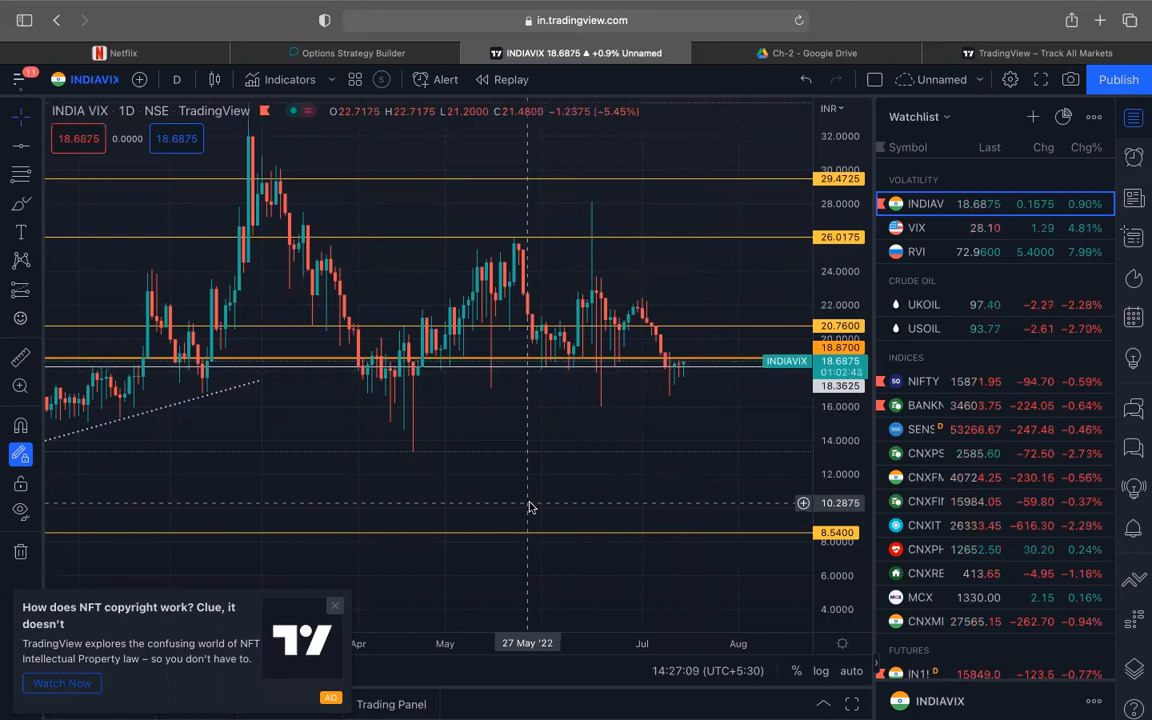 in.tradingview.com
Netflix
Options Strategy Builder
INDIAVIX 18.6875 ▲ +0.9% Unnamed
Ch-2 - Google Drive
TradingView – Track All Markets
11
INDIAVIX
D
Indicators
Alert
Replay
Unnamed
Publish
INDIA VIX · 1D · NSE · TradingView
O22.7175 H22.7175 L21.2000 C21.4800 −1.2375 (−5.45%)
INR
18.6875
0.0000
18.6875
32.0000
30.0000
29.4725
28.0000
26.0175
24.0000
22.0000
20.7600
20.0000
18.8700
INDIAVIX 18.6875
01:02:43
18.3625
16.0000
14.0000
12.0000
10.2875
8.5400
8.0000
6.0000
4.0000
Apr
May
27 May '22
Jul
Aug
14:27:09 (UTC+5:30)
%
log
auto
Trading Panel
How does NFT copyright work? Clue, it
doesn't
TradingView explores the confusing world of NFT
Intellectual Property law – so you don't have to.
Watch Now
AD
Watchlist
Symbol Last Chg Chg%
VOLATILITY
INDIAV 18.6875 0.1675 0.90%
VIX 28.10 1.29 4.81%
RVI 72.9600 5.4000 7.99%
CRUDE OIL
UKOIL 97.40 −2.27 −2.28%
USOIL 93.77 −2.61 −2.70%
INDICES
NIFTY 15871.95 −94.70 −0.59%
BANKN 34603.75 −224.05 −0.64%
SENS D 53266.67 −247.48 −0.46%
CNXPS 2585.60 −72.50 −2.73%
CNXFM 40724.25 −230.16 −0.56%
CNXFI 15984.05 −59.80 −0.37%
CNXIT 26333.45 −616.30 −2.29%
CNXPH 12652.50 30.20 0.24%
CNXRE 413.65 −4.95 −1.18%
MCX 1330.00 2.15 0.16%
CNXMI 27565.15 −262.70 −0.94%
FUTURES
IN1! D 15849.0 −123.5 −0.77%
INDIAVIX